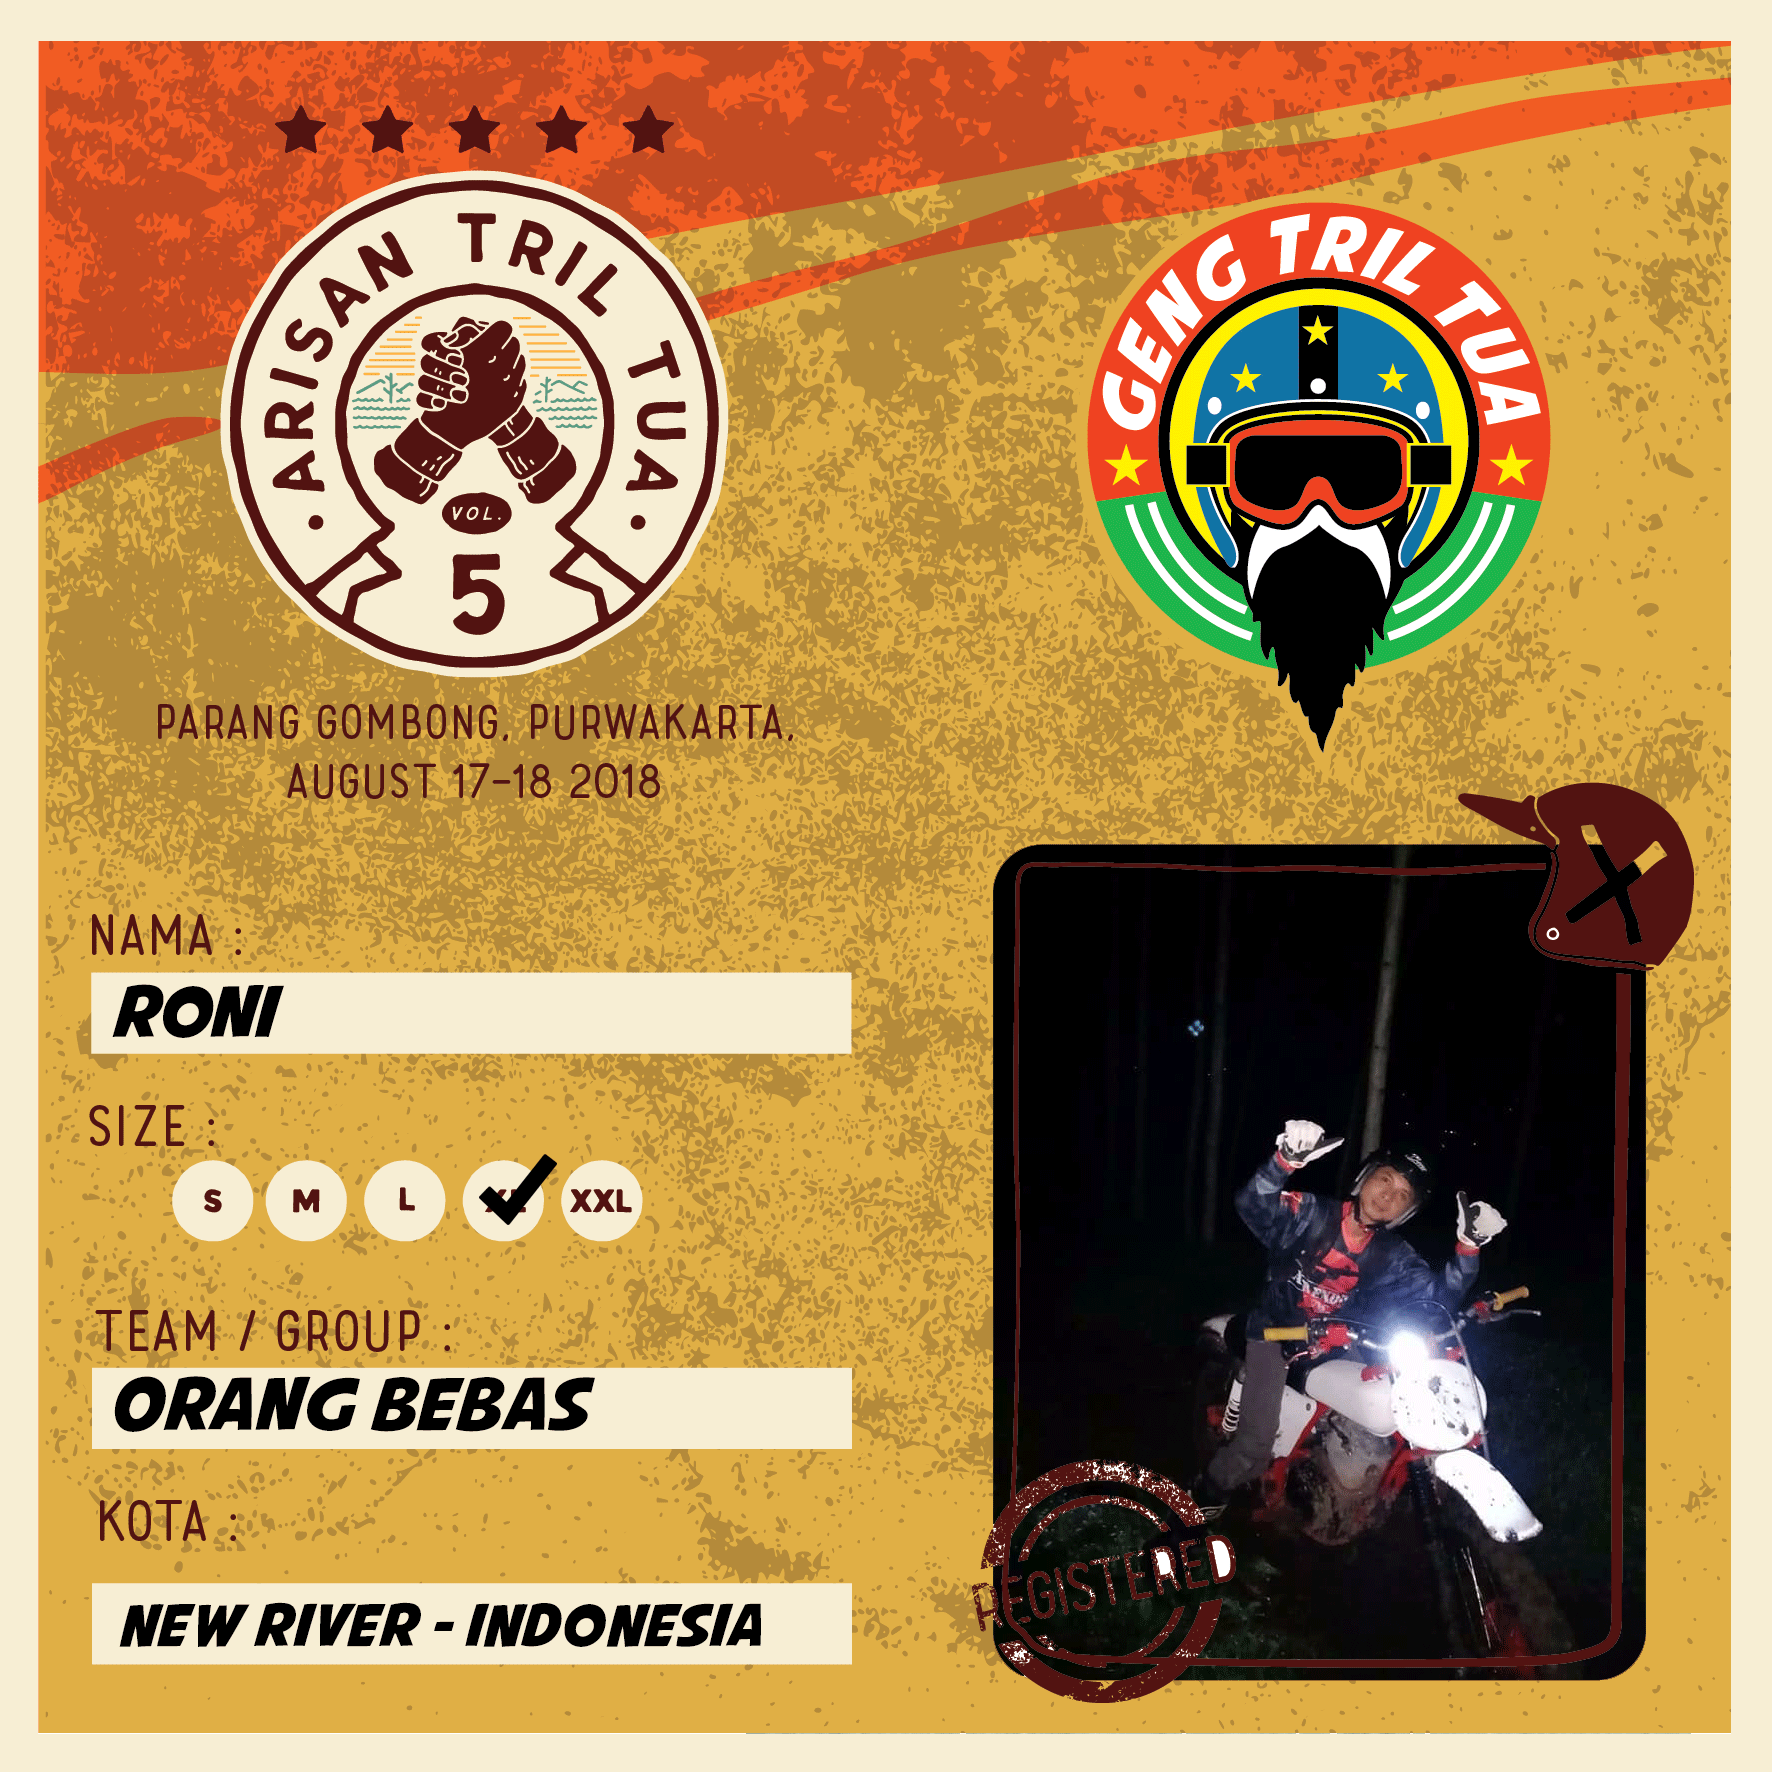 ARISAN TRIL TUA
VOL.
5
GENG TRIL TUA
PARANG GOMBONG, PURWAKARTA,
AUGUST 17-18 2018
NAMA :
RONI
SIZE :
S M L XL XXL
TEAM / GROUP :
ORANG BEBAS
KOTA :
NEW RIVER - INDONESIA
REGISTERED